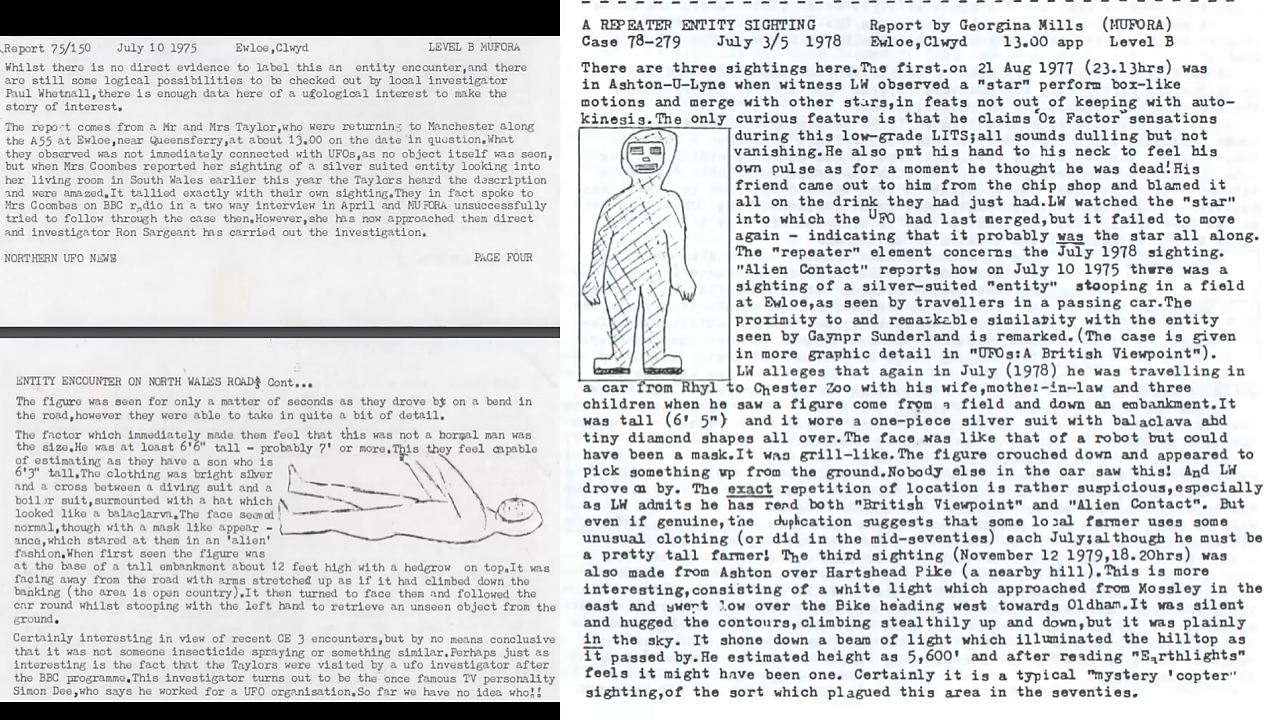 Report 75/150 July 10 1975 Ewloe,Clwyd LEVEL B MUFORA
Whilst there is no direct evidence to label this an entity encounter,and there
are still some logical possibilities to be checked out by local investigator
Paul Whetnall,there is enough data here of a ufological interest to make the
story of interest.
The report comes from a Mr and Mrs Taylor,who were returning to Manchester along
the A55 at Ewloe,near Queensferry,at about 13.00 on the date in question.What
they observed was not immediately connected with UFOs,as no object itself was seen,
but when Mrs Coombes reported her sighting of a silver suited entity looking into
her living room in South Wales earlier this year the Taylors heard the description
and were amazed.It tallied exactly with their own sighting.They in fact spoke to
Mrs Coombes on BBC radio in a two way interview in April and MUFORA unsuccessfully
tried to follow through the case then.However,she has now approached them direct
and investigator Ron Sargeant has carried out the investigation.
NORTHERN UFO NEWS PAGE FOUR
ENTITY ENCOUNTER ON NORTH WALES ROAD Cont...
The figure was seen for only a matter of seconds as they drove by on a bend in
the road,however they were able to take in quite a bit of detail.
The factor which immediately made them feel that this was not a bormal man was
the size.He was at least 6'6" tall - probably 7' or more.This they feel capable
of estimating as they have a son who is
6'3" tall.The clothing was bright silver
and a cross between a diving suit and a
boiler suit,surmounted with a hat which
looked like a balaclarva.The face seemed
normal,though with a mask like appear -
ance,which stared at them in an 'alien'
fashion.When first seen the figure was
at the base of a tall embankment about 12 feet high with a hedgrow on top.It was
facing away from the road with arms stretched up as if it had climbed down the
banking (the area is open country).It then turned to face them and followed the
car round whilst stooping with the left hand to retrieve an unseen object from the
ground.
Certainly interesting in view of recent CE 3 encounters,but by no means conclusive
that it was not someone insecticide spraying or something similar.Perhaps just as
interesting is the fact that the Taylors were visited by a ufo investigator after
the BBC programme.This investigator turns out to be the once famous TV personality
Simon Dee,who says he worked for a UFO organisation.So far we have no idea who!!
A REPEATER ENTITY SIGHTING Report by Georgina Mills (MUFORA)
Case 78-279 July 3/5 1978 Ewloe,Clwyd 13.00 app Level B
There are three sightings here.The first.on 21 Aug 1977 (23.13hrs) was
in Ashton-U-Lyne when witness LW observed a "star" perform box-like
motions and merge with other stars,in feats not out of keeping with auto-
kinesis.The only curious feature is that he claims "Oz Factor" sensations
during this low-grade LITS;all sounds dulling but not
vanishing.He also put his hand to his neck to feel his
own pulse as for a moment he thought he was dead!His
friend came out to him from the chip shop and blamed it
all on the drink they had just had.LW watched the "star"
into which the UFO had last merged,but it failed to move
again - indicating that it probably was the star all along.
The "repeater" element concerns the July 1978 sighting.
"Alien Contact" reports how on July 10 1975 there was a
sighting of a silver-suited "entity" stooping in a field
at Ewloe,as seen by travellers in a passing car.The
proximity to and remarkable similarity with the entity
seen by Gaynor Sunderland is remarked.(The case is given
in more graphic detail in "UFOs:A British Viewpoint").
LW alleges that again in July (1978) he was travelling in
a car from Rhyl to Chester Zoo with his wife,mother-in-law and three
children when he saw a figure come from a field and down an embankment.It
was tall (6' 5") and it wore a one-piece silver suit with balaclava and
tiny diamond shapes all over.The face was like that of a robot but could
have been a mask.It was grill-like.The figure crouched down and appeared to
pick something up from the ground.Nobody else in the car saw this! And LW
drove on by. The exact repetition of location is rather suspicious,especially
as LW admits he has read both "British Viewpoint" and "Alien Contact". But
even if genuine,the duplication suggests that some local farmer uses some
unusual clothing (or did in the mid-seventies) each July;although he must be
a pretty tall farmer! The third sighting (November 12 1979,18.20hrs) was
also made from Ashton over Hartshead Pike (a nearby hill).This is more
interesting,consisting of a white light which approached from Mossley in the
east and swept low over the Bike heading west towards Oldham.It was silent
and hugged the contours,climbing stealthily up and down,but it was plainly
in the sky. It shone down a beam of light which illuminated the hilltop as
it passed by.He estimated height as 5,600' and after reading "Earthlights"
feels it might have been one. Certainly it is a typical "mystery 'copter"
sighting,of the sort which plagued this area in the seventies.